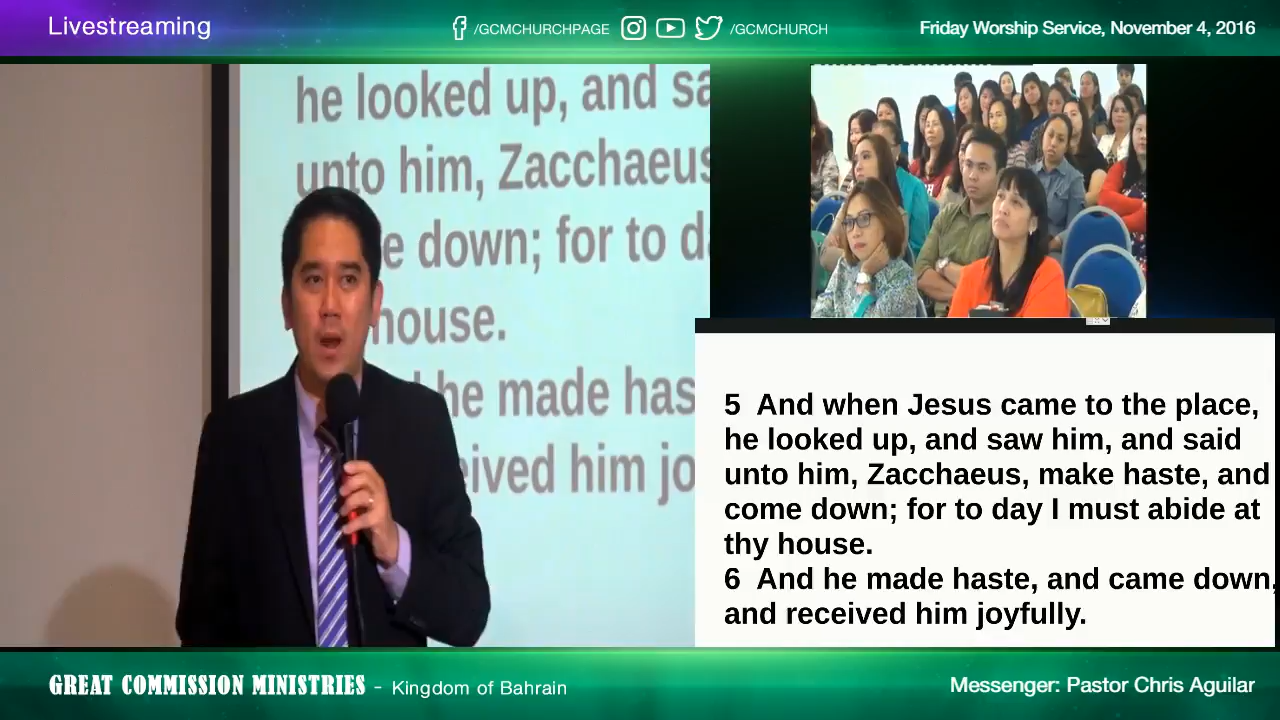 Livestreaming
/GCMCHURCHPAGE
/GCMCHURCH
Friday Worship Service, November 4, 2016
he looked up, and sa
unto him, Zacchaeus
e down; for to d
house.
he made has
eived him jo
5 And when Jesus came to the place,
he looked up, and saw him, and said
unto him, Zacchaeus, make haste, and
come down; for to day I must abide at
thy house.
6 And he made haste, and came down,
and received him joyfully.
GREAT COMMISSION MINISTRIES - Kingdom of Bahrain
Messenger: Pastor Chris Aguilar